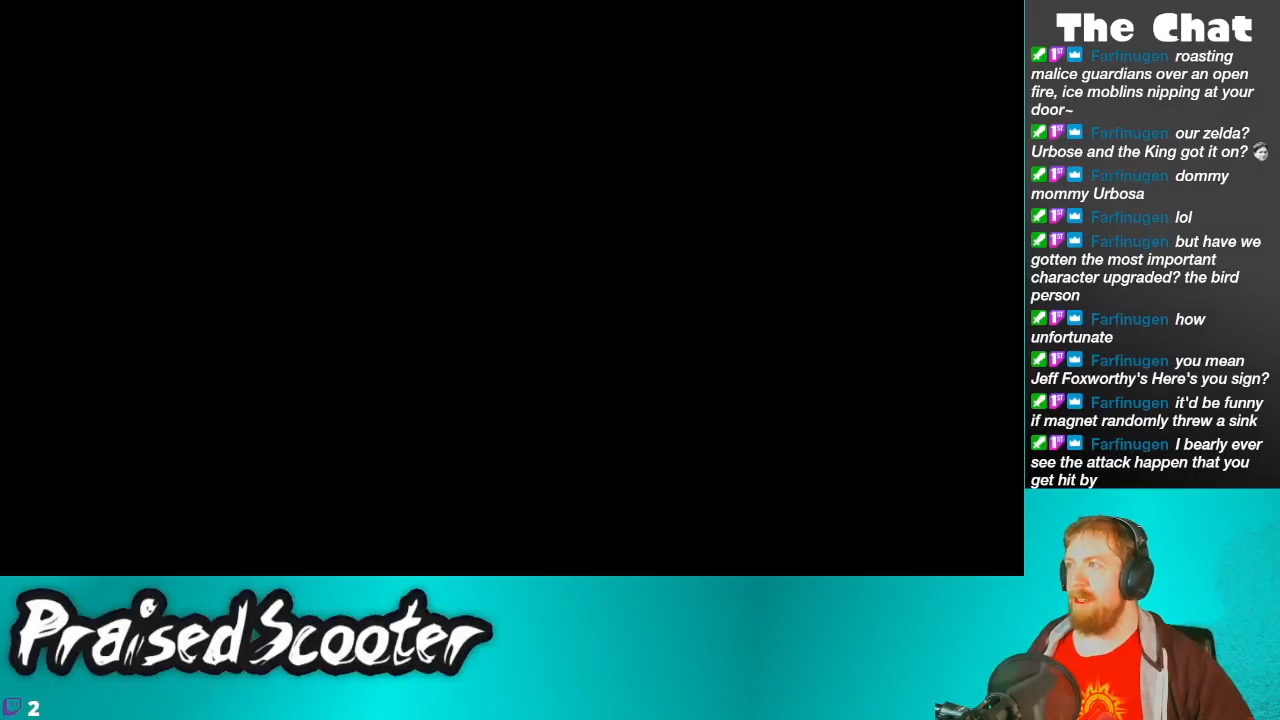 The Chat
Farfinugen roasting
malice guardians over an open
fire, ice moblins nipping at your
door~
Farfinugen our zelda?
Urbose and the King got it on?
Farfinugen dommy
mommy Urbosa
Farfinugen lol
Farfinugen but have we
gotten the most important
character upgraded? the bird
person
Farfinugen how
unfortunate
Farfinugen you mean
Jeff Foxworthy's Here's you sign?
Farfinugen it'd be funny
if magnet randomly threw a sink
Farfinugen I bearly ever
see the attack happen that you
get hit by
PraisedScooter
2